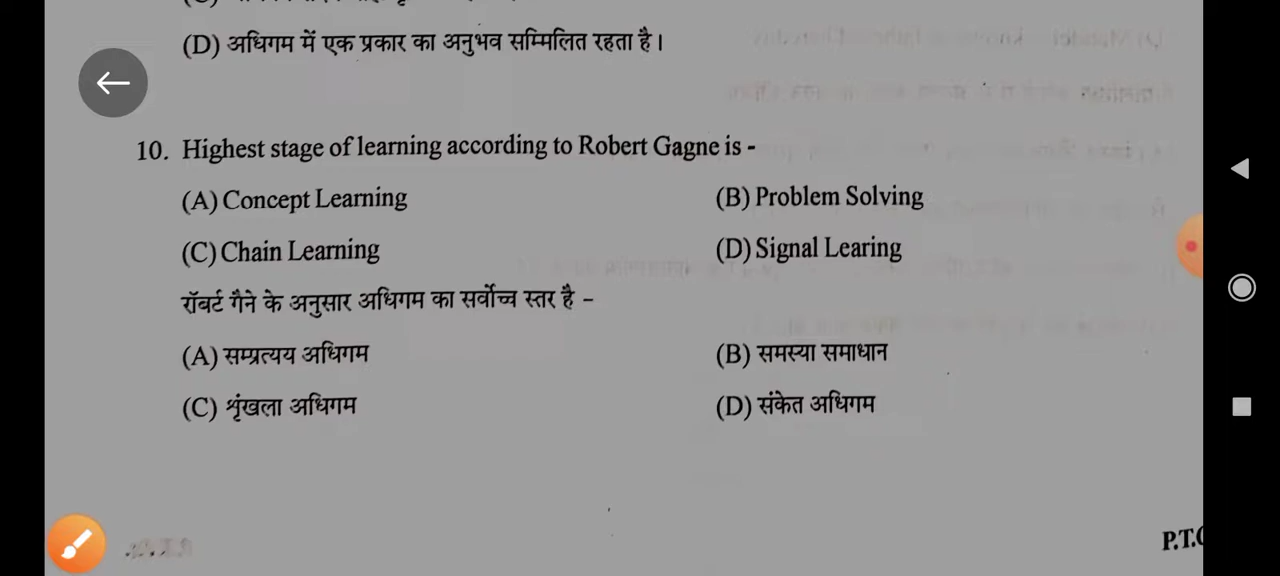 (D) अधिगम में एक प्रकार का अनुभव सम्मिलित रहता है।
10. Highest stage of learning according to Robert Gagne is -
(A) Concept Learning (B) Problem Solving
(C) Chain Learning (D) Signal Learing
रॉबर्ट गैने के अनुसार अधिगम का सर्वोच्च स्तर है -
(A) सम्प्रत्यय अधिगम (B) समस्या समाधान
(C) शृंखला अधिगम (D) संकेत अधिगम
P.T.